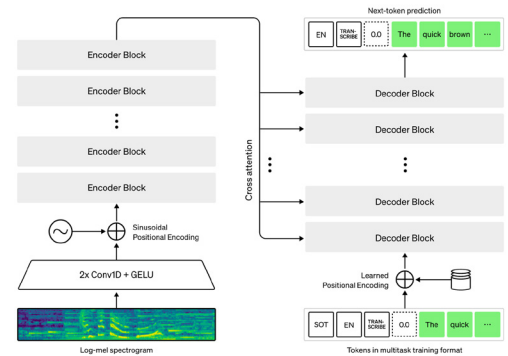 Next-token prediction
EN
TRAN-
SCRIBE
0.0
The
quick
brown
...
Encoder Block
Encoder Block
Encoder Block
Encoder Block
Sinusoidal
Positional Encoding
2x Conv1D + GELU
Log-mel spectrogram
Cross attention
Decoder Block
Decoder Block
Decoder Block
Decoder Block
Learned
Positional Encoding
SOT
EN
TRAN-
SCRIBE
0.0
The
quick
...
Tokens in multitask training format